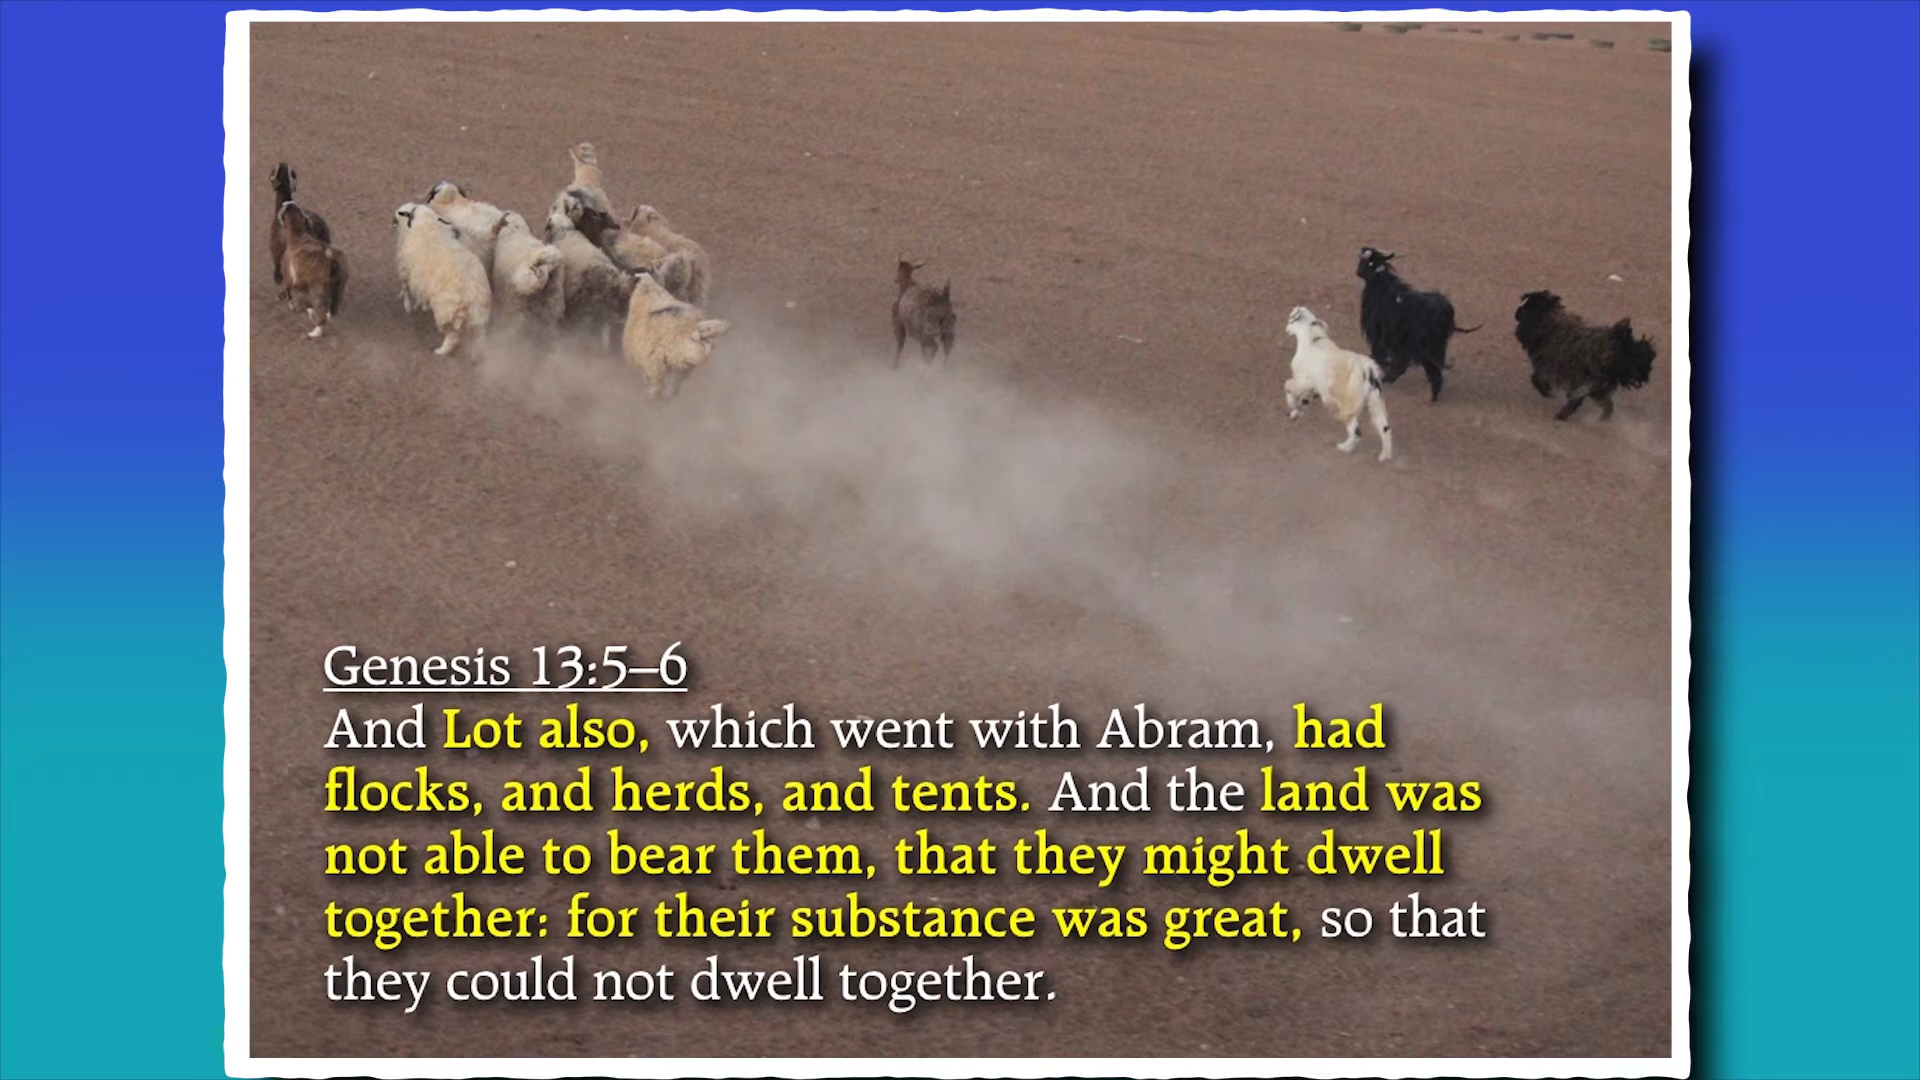 Genesis 13:5–6
And Lot also, which went with Abram, had
flocks, and herds, and tents. And the land was
not able to bear them, that they might dwell
together: for their substance was great, so that
they could not dwell together.